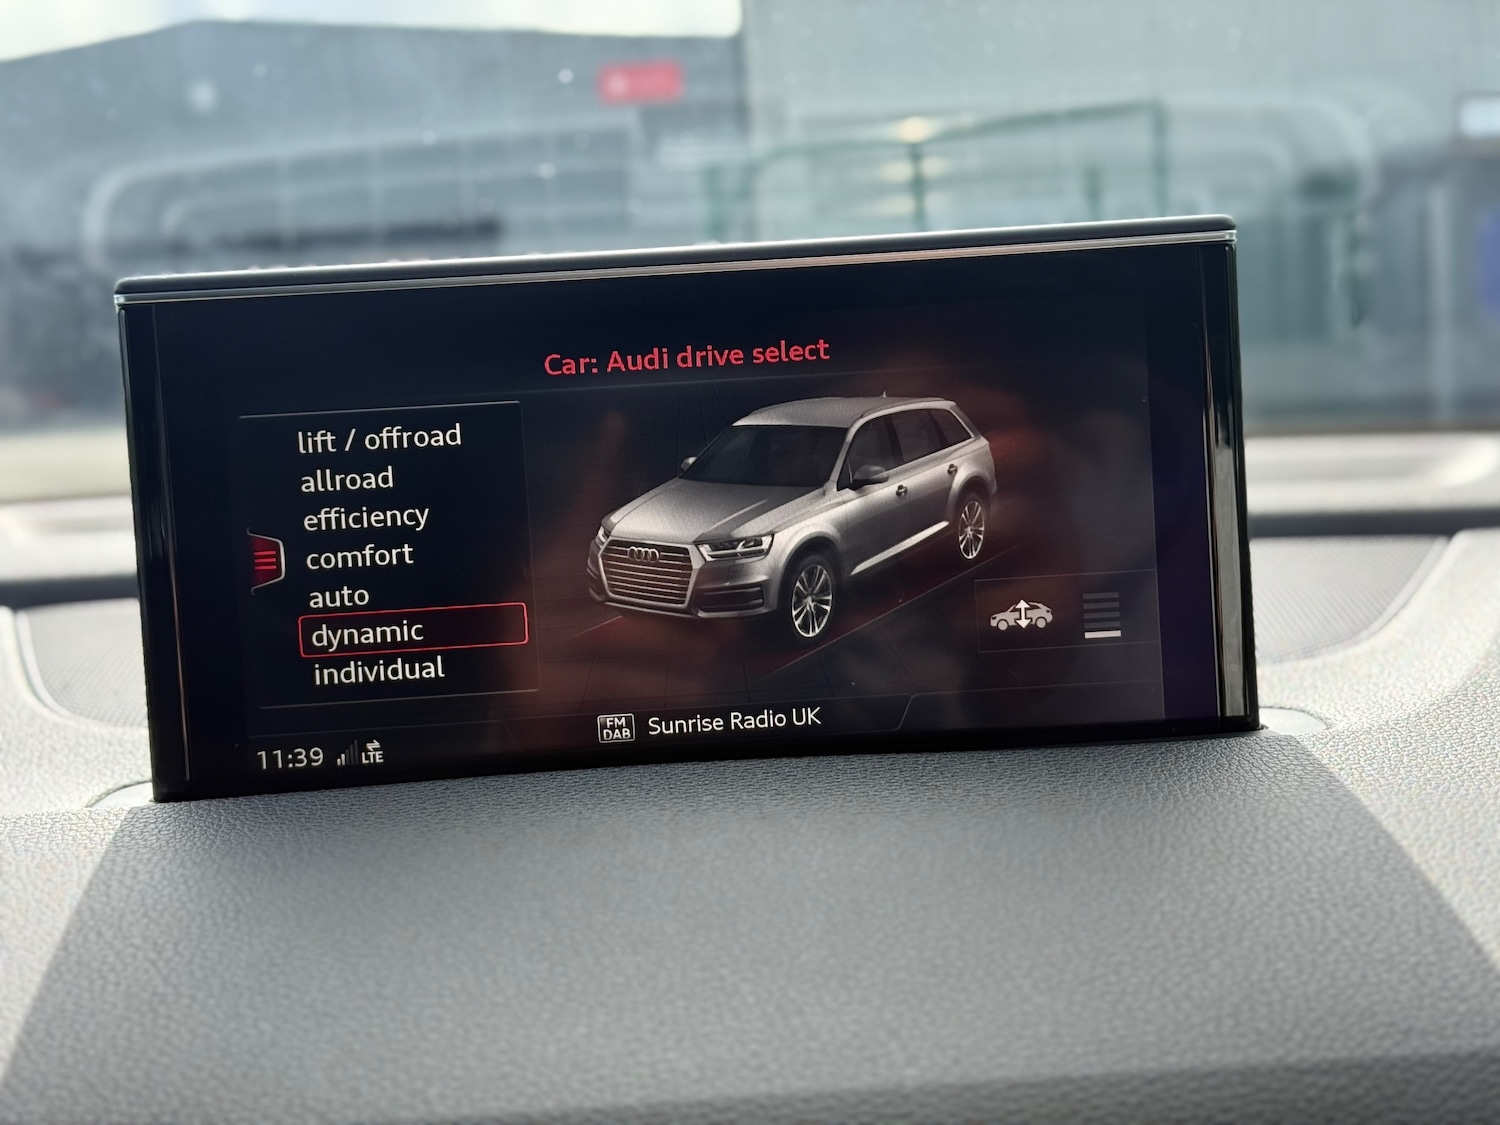 Car: Audi drive select
lift / offroad
allroad
efficiency
comfort
auto
dynamic
individual
FM
DAB
Sunrise Radio UK
11:39
LTE